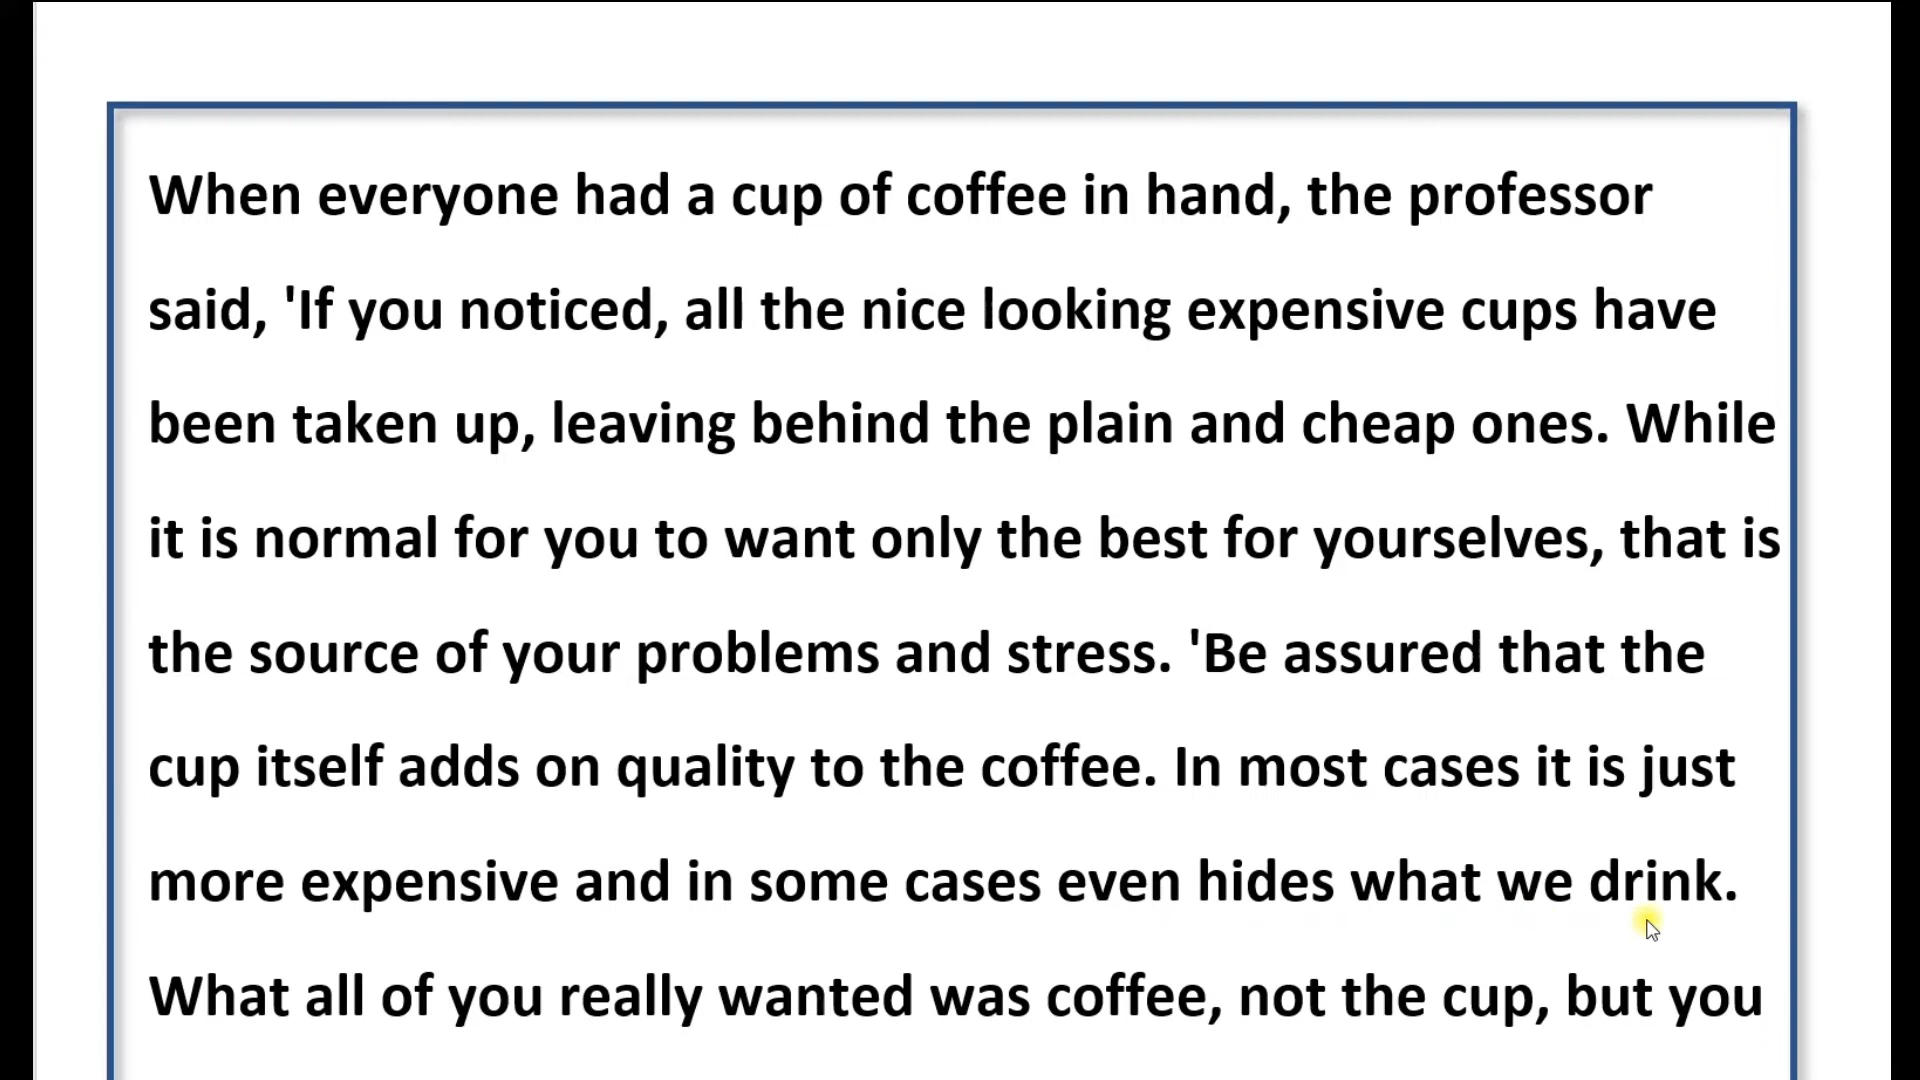 When everyone had a cup of coffee in hand, the professor
said, 'If you noticed, all the nice looking expensive cups have
been taken up, leaving behind the plain and cheap ones. While
it is normal for you to want only the best for yourselves, that is
the source of your problems and stress. 'Be assured that the
cup itself adds on quality to the coffee. In most cases it is just
more expensive and in some cases even hides what we drink.
What all of you really wanted was coffee, not the cup, but you